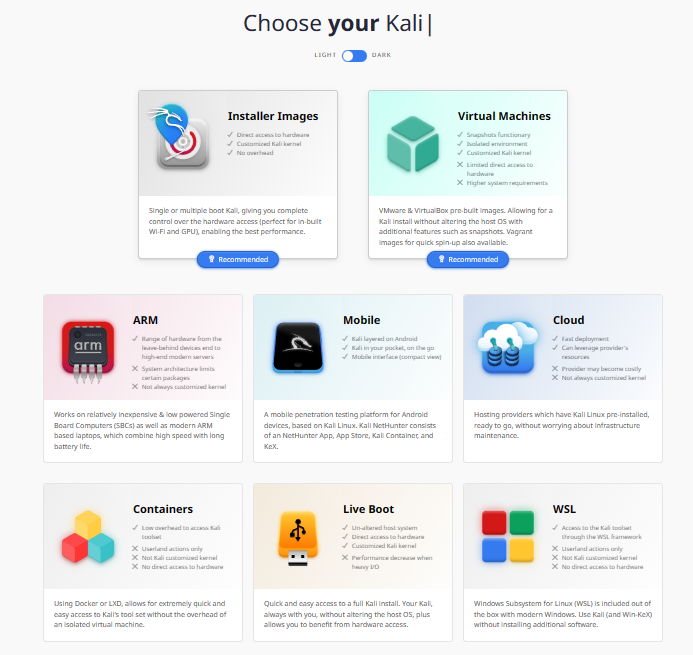 Choose your Kali|
LIGHT DARK
Installer Images
Direct access to hardware
Customized Kali kernel
No overhead
Single or multiple boot Kali, giving you complete
control over the hardware access (perfect for in-built
Wi-Fi and GPU), enabling the best performance.
Recommended
Virtual Machines
Snapshots functionary
Isolated environment
Customized Kali kernel
Limited direct access to
hardware
Higher system requirements
VMware & VirtualBox pre-built images. Allowing for a
Kali install without altering the host OS with
additional features such as snapshots. Vagrant
images for quick spin-up also available.
Recommended
arm
ARM
Range of hardware from the
leave-behind devices end to
high-end modern servers
System architecture limits
certain packages
Not always customized kernel
Works on relatively inexpensive & low powered Single
Board Computers (SBCs) as well as modern ARM
based laptops, which combine high speed with long
battery life.
Mobile
Kali layered on Android
Kali in your pocket, on the go
Mobile interface (compact view)
A mobile penetration testing platform for Android
devices, based on Kali Linux. Kali NetHunter consists
of an NetHunter App, App Store, Kali Container, and
KeX.
Cloud
Fast deployment
Can leverage provider's
resources
Provider may become costly
Not always customized kernel
Hosting providers which have Kali Linux pre-installed,
ready to go, without worrying about infrastructure
maintenance.
Containers
Low overhead to access Kali
toolset
Userland actions only
Not Kali customized kernel
No direct access to hardware
Using Docker or LXD, allows for extremely quick and
easy access to Kali's tool set without the overhead of
an isolated virtual machine.
Live Boot
Un-altered host system
Direct access to hardware
Customized Kali kernel
Performance decrease when
heavy I/O
Quick and easy access to a full Kali install. Your Kali,
always with you, without altering the host OS, plus
allows you to benefit from hardware access.
WSL
Access to the Kali toolset
through the WSL framework
Userland actions only
Not Kali customized kernel
No direct access to hardware
Windows Subsystem for Linux (WSL) is included out of
the box with modern Windows. Use Kali (and Win-KeX)
without installing additional software.